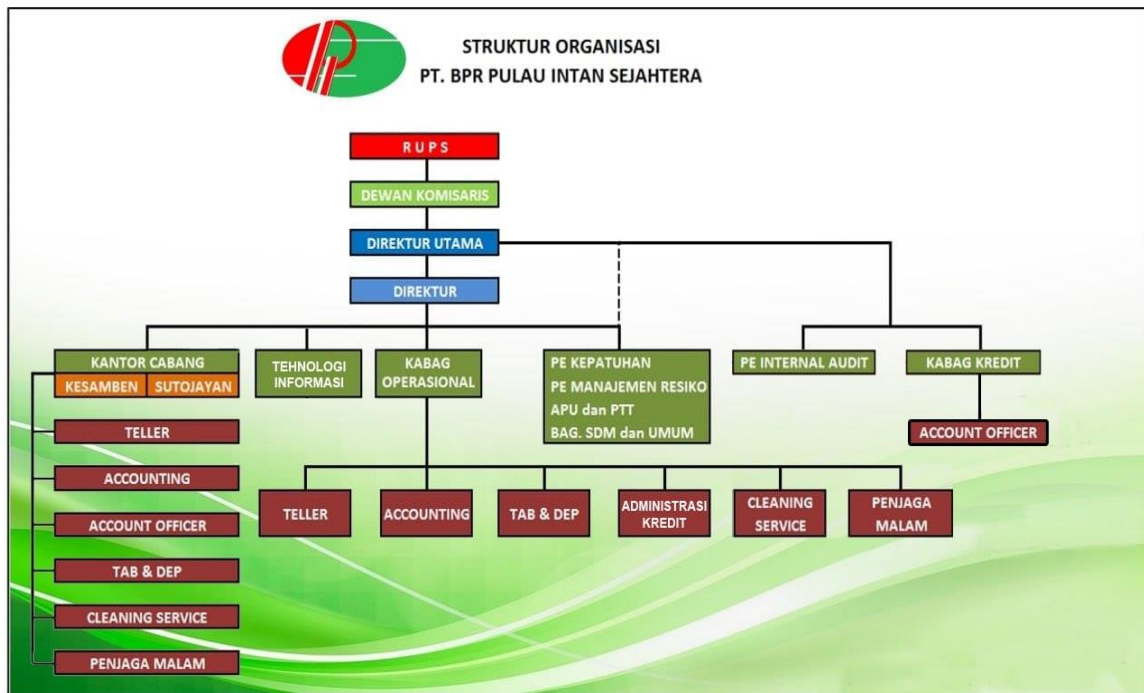 STRUKTUR ORGANISASI
PT. BPR PULAU INTAN SEJAHTERA
R U P S
DEWAN KOMISARIS
DIREKTUR UTAMA
DIREKTUR
KANTOR CABANG
KESAMBEN
SUTOJAYAN
TEHNOLOGI
INFORMASI
KABAG
OPERASIONAL
PE KEPATUHAN
PE MANAJEMEN RESIKO
APU dan PTT
BAG. SDM dan UMUM
PE INTERNAL AUDIT
KABAG KREDIT
ACCOUNT OFFICER
TELLER
ACCOUNTING
ACCOUNT OFFICER
TAB & DEP
CLEANING SERVICE
PENJAGA MALAM
TELLER
ACCOUNTING
TAB & DEP
ADMINISTRASI
KREDIT
CLEANING
SERVICE
PENJAGA
MALAM